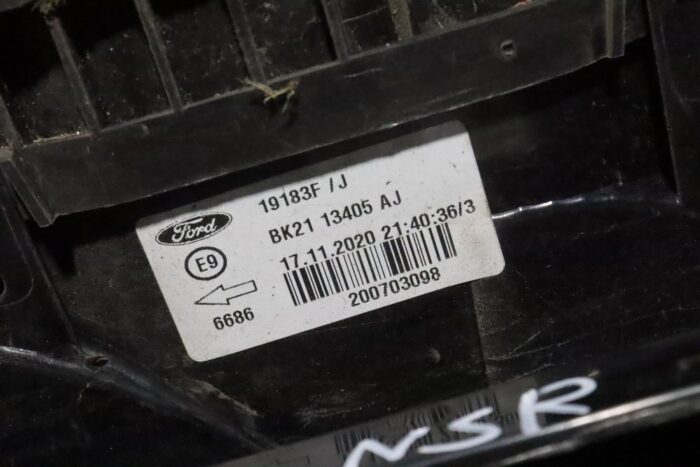 19183F /J
Ford
BK21 13405 AJ
E9
17.11.2020 21:40:36/3
6686
200703098
NSR